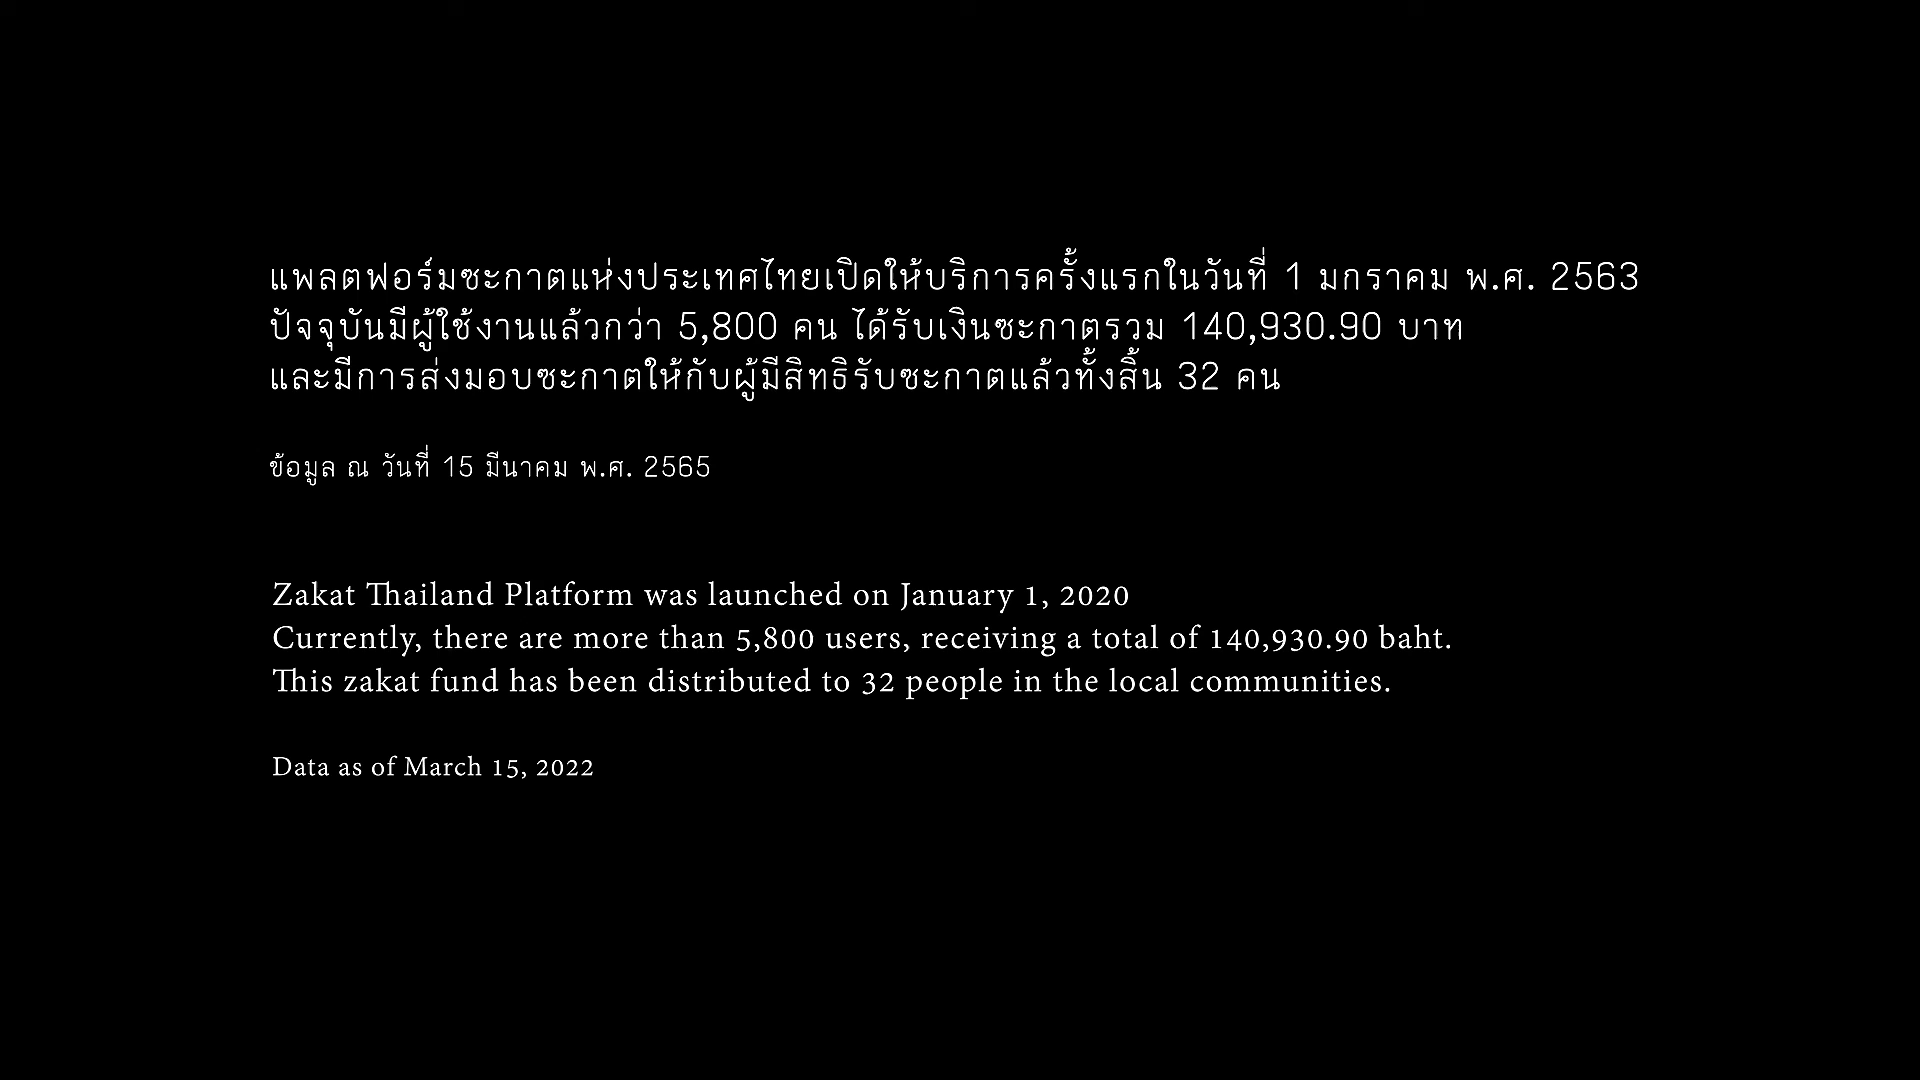 แพลตฟอร์มซะกาตแห่งประเทศไทยเปิดให้บริการครั้งแรกในวันที่ 1 มกราคม พ.ศ. 2563
ปัจจุบันมีผู้ใช้งานแล้วกว่า 5,800 คน ได้รับเงินซะกาตรวม 140,930.90 บาท
และมีการส่งมอบซะกาตให้กับผู้มีสิทธิรับซะกาตแล้วทั้งสิ้น 32 คน
ข้อมูล ณ วันที่ 15 มีนาคม พ.ศ. 2565
Zakat Thailand Platform was launched on January 1, 2020
Currently, there are more than 5,800 users, receiving a total of 140,930.90 baht.
This zakat fund has been distributed to 32 people in the local communities.
Data as of March 15, 2022